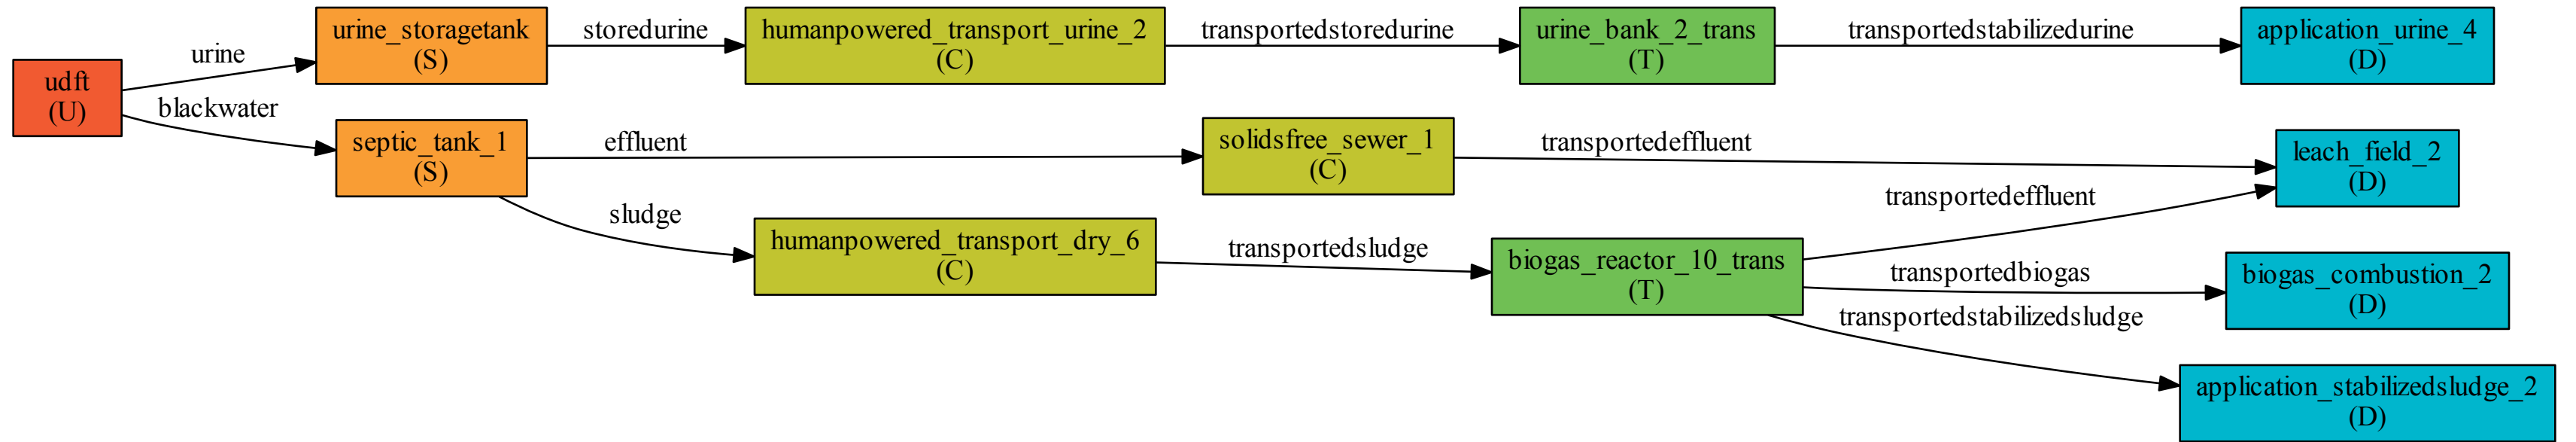 udft
(U)
urine
blackwater
urine_storagetank
(S)
storedurine
humanpowered_transport_urine_2
(C)
transportedstoredurine
urine_bank_2_trans
(T)
transportedstabilizedurine
application_urine_4
(D)
septic_tank_1
(S)
effluent
solidsfree_sewer_1
(C)
transportedeffluent
leach_field_2
(D)
sludge
humanpowered_transport_dry_6
(C)
transportedsludge
biogas_reactor_10_trans
(T)
transportedeffluent
transportedbiogas
biogas_combustion_2
(D)
transportedstabilizedsludge
application_stabilizedsludge_2
(D)